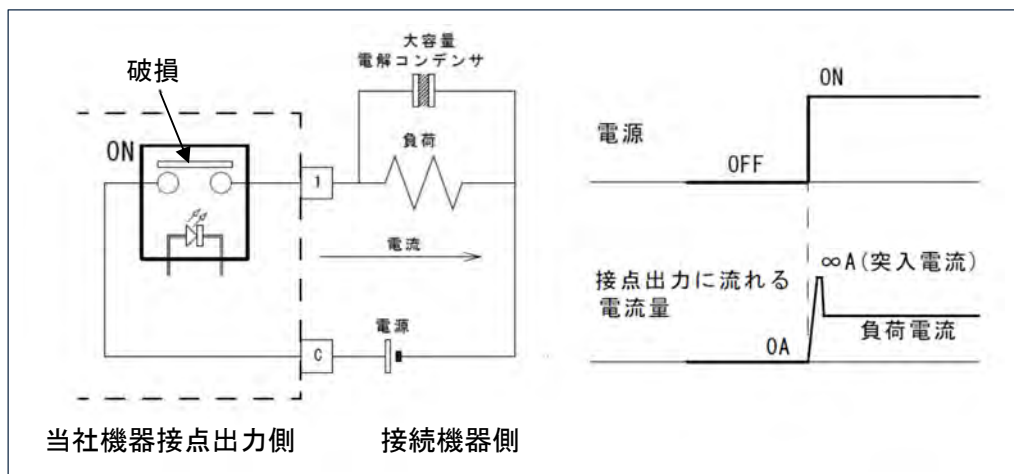 大容量
電解コンデンサ
破損
ON
負荷
1
電流
電源
C
当社機器接点出力側
接続機器側
ON
電源
OFF
∞A(突入電流)
接点出力に流れる
電流量
0A
負荷電流